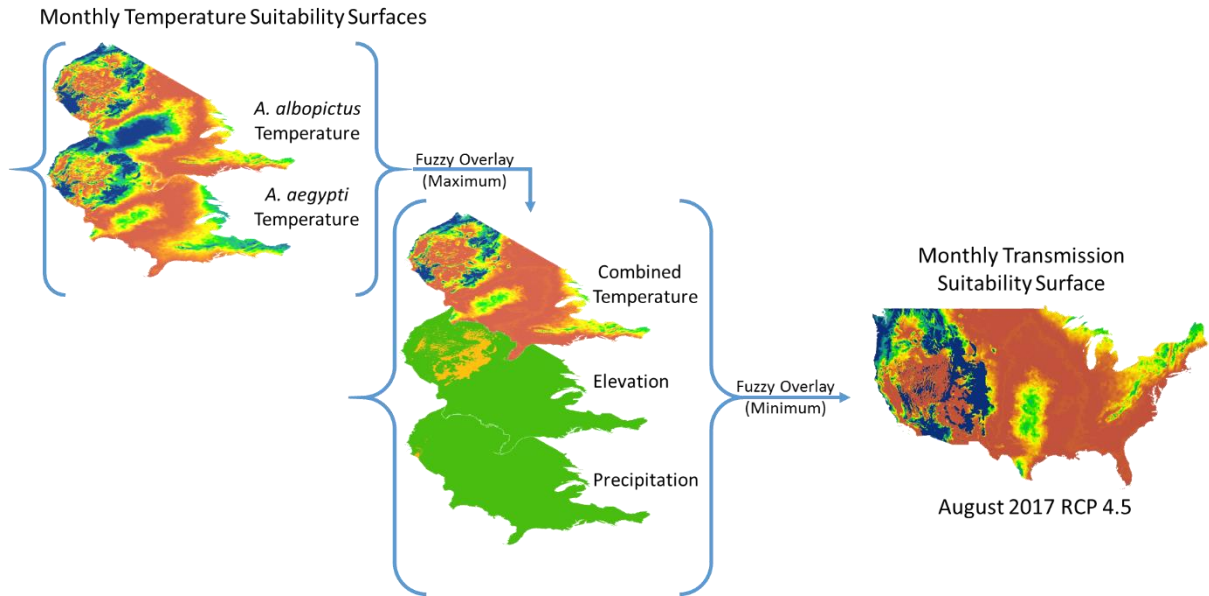 Monthly Temperature Suitability Surfaces
A. albopictus
Temperature
A. aegypti
Temperature
Fuzzy Overlay
(Maximum)
Combined
Temperature
Elevation
Precipitation
Fuzzy Overlay
(Minimum)
Monthly Transmission
Suitability Surface
August 2017 RCP 4.5